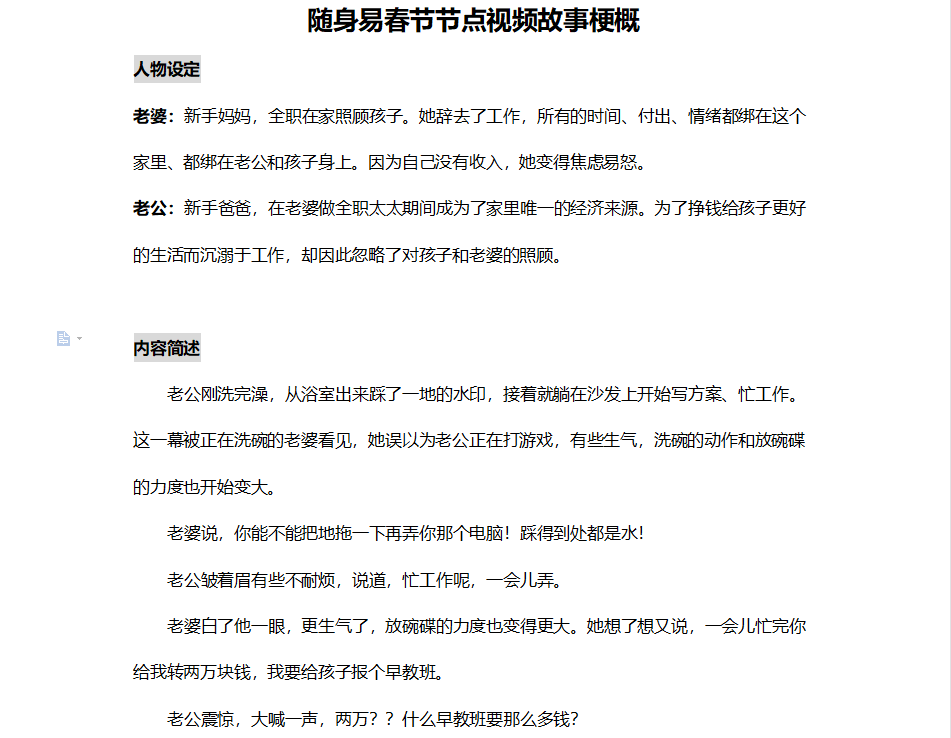 随身易春节节点视频故事梗概
人物设定
老婆：新手妈妈，全职在家照顾孩子。她辞去了工作，所有的时间、付出、情绪都绑在这个
家里、都绑在老公和孩子身上。因为自己没有收入，她变得焦虑易怒。
老公：新手爸爸，在老婆做全职太太期间成为了家里唯一的经济来源。为了挣钱给孩子更好
的生活而沉溺于工作，却因此忽略了对孩子和老婆的照顾。
内容简述
老公刚洗完澡，从浴室出来踩了一地的水印，接着就躺在沙发上开始写方案、忙工作。
这一幕被正在洗碗的老婆看见，她误以为老公正在打游戏，有些生气，洗碗的动作和放碗碟
的力度也开始变大。
老婆说，你能不能把地拖一下再弄你那个电脑！踩得到处都是水！
老公皱着眉有些不耐烦，说道，忙工作呢，一会儿弄。
老婆白了他一眼，更生气了，放碗碟的力度也变得更大。她想了想又说，一会儿忙完你
给我转两万块钱，我要给孩子报个早教班。
老公震惊，大喊一声，两万？？什么早教班要那么多钱？